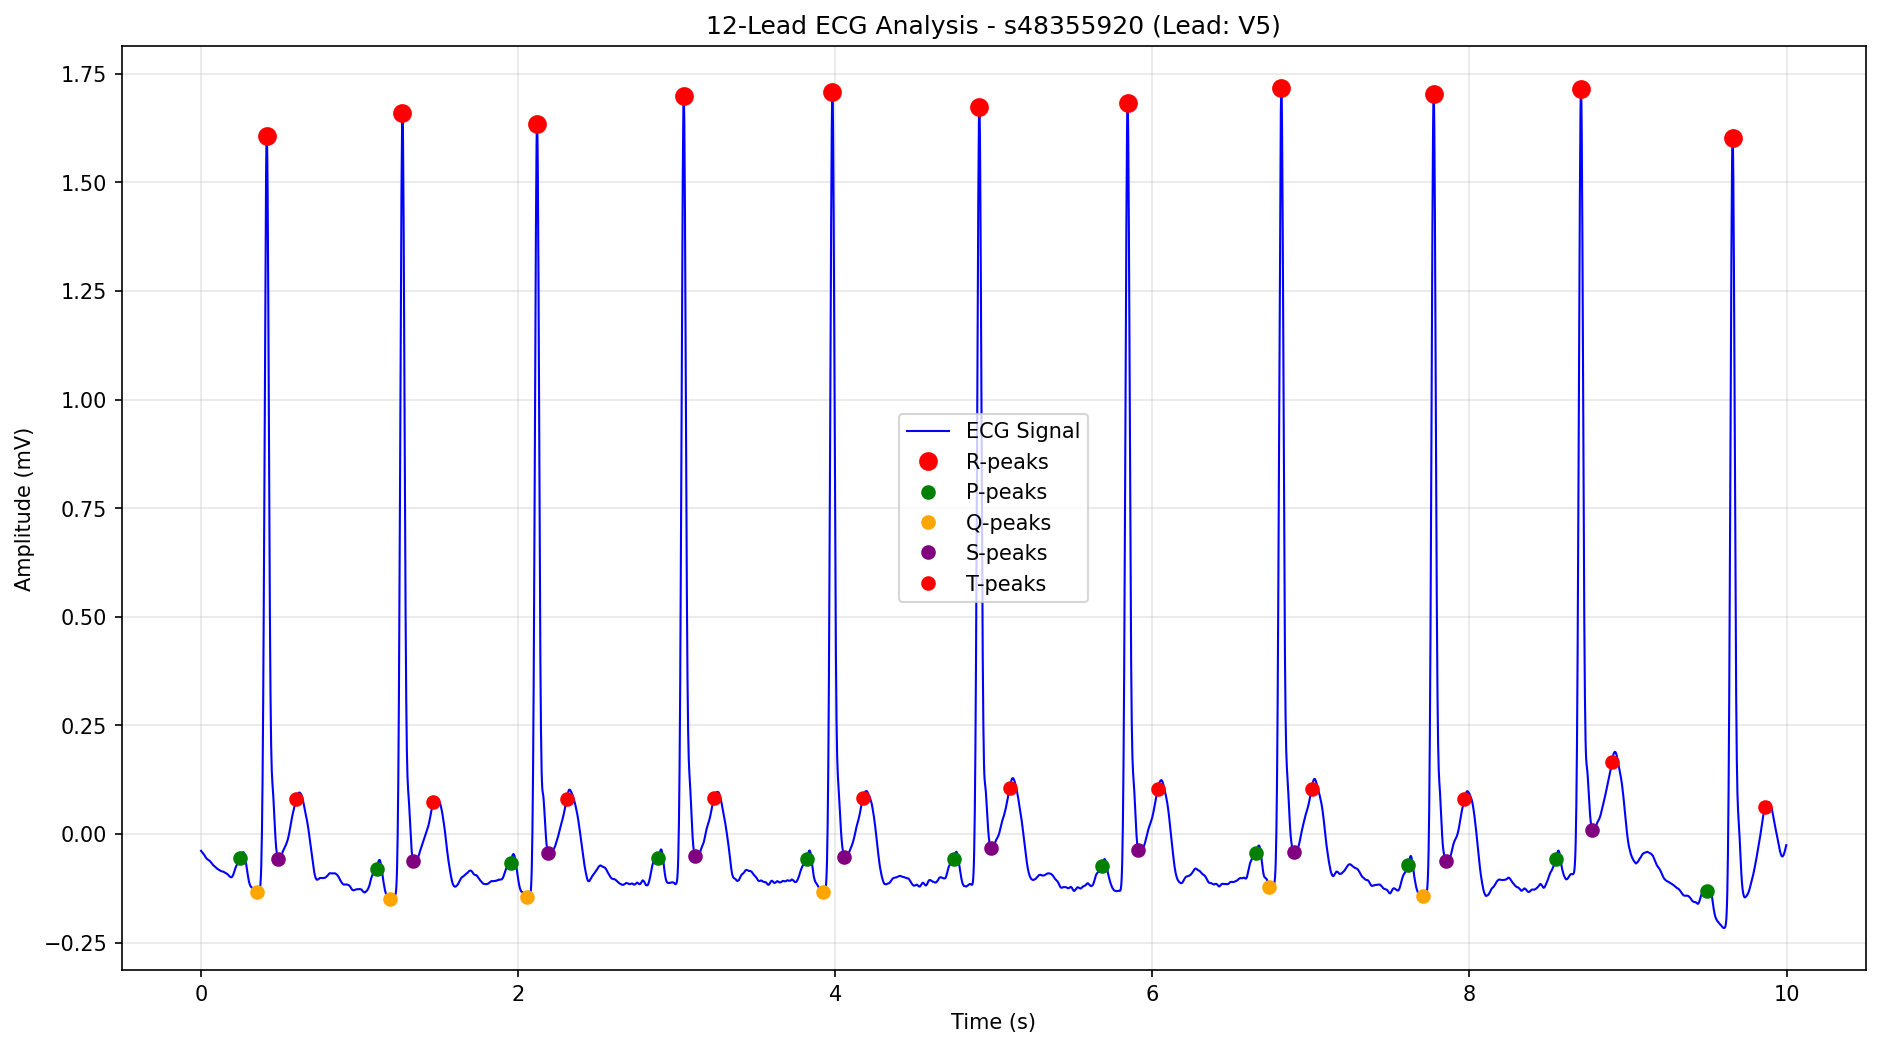 12-Lead ECG Analysis - s48355920 (Lead: V5)
1.75
1.50
1.25
1.00
0.75
0.50
0.25
0.00
−0.25
Amplitude (mV)
ECG Signal
R-peaks
P-peaks
Q-peaks
S-peaks
T-peaks
0 2 4 6 8 10
Time (s)